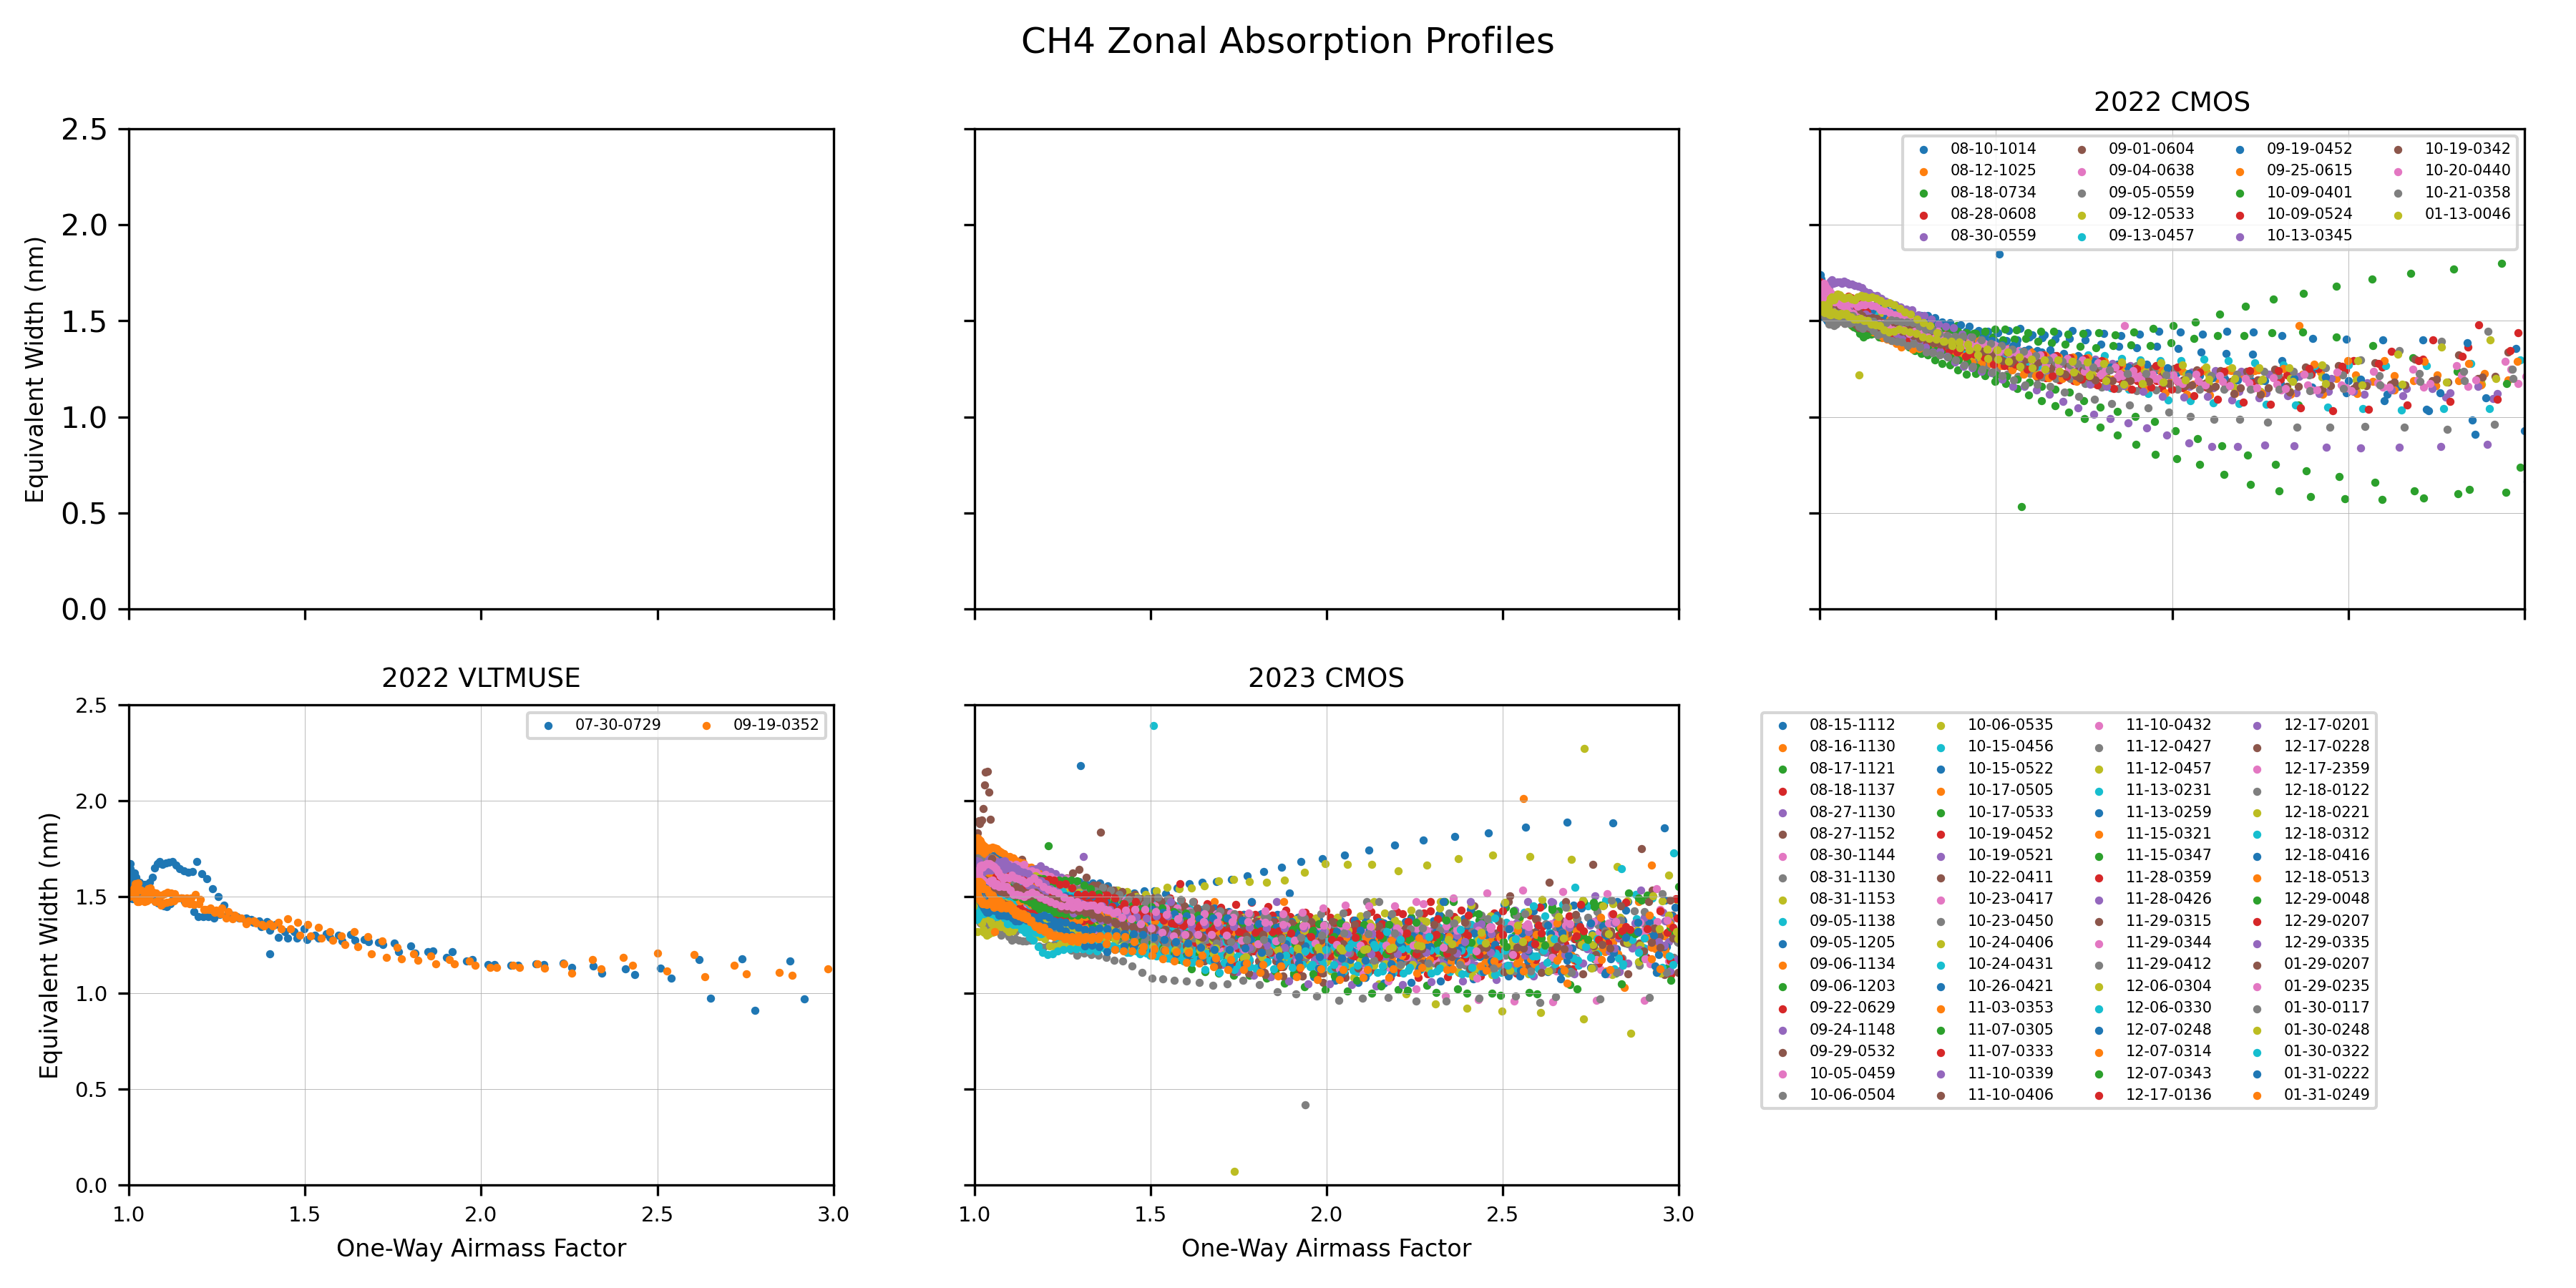 CH4 Zonal Absorption Profiles
2.5
2.0
1.5
1.0
0.5
0.0
Equivalent Width (nm)
2022 CMOS
08-10-1014 09-01-0604 09-19-0452 10-19-0342
08-12-1025 09-04-0638 09-25-0615 10-20-0440
08-18-0734 09-05-0559 10-09-0401 10-21-0358
08-28-0608 09-12-0533 10-09-0524 01-13-0046
08-30-0559 09-13-0457 10-13-0345
2022 VLTMUSE
07-30-0729 09-19-0352
2.5
2.0
1.5
1.0
0.5
0.0
Equivalent Width (nm)
1.0 1.5 2.0 2.5 3.0
One-Way Airmass Factor
2023 CMOS
1.0 1.5 2.0 2.5 3.0
One-Way Airmass Factor
08-15-1112 10-06-0535 11-10-0432 12-17-0201
08-16-1130 10-15-0456 11-12-0427 12-17-0228
08-17-1121 10-15-0522 11-12-0457 12-17-2359
08-18-1137 10-17-0505 11-13-0231 12-18-0122
08-27-1130 10-17-0533 11-13-0259 12-18-0221
08-27-1152 10-19-0452 11-15-0321 12-18-0312
08-30-1144 10-19-0521 11-15-0347 12-18-0416
08-31-1130 10-22-0411 11-28-0359 12-18-0513
08-31-1153 10-23-0417 11-28-0426 12-29-0048
09-05-1138 10-23-0450 11-29-0315 12-29-0207
09-05-1205 10-24-0406 11-29-0344 12-29-0335
09-06-1134 10-24-0431 11-29-0412 01-29-0207
09-06-1203 10-26-0421 12-06-0304 01-29-0235
09-22-0629 11-03-0353 12-06-0330 01-30-0117
09-24-1148 11-07-0305 12-07-0248 01-30-0248
09-29-0532 11-07-0333 12-07-0314 01-30-0322
10-05-0459 11-10-0339 12-07-0343 01-31-0222
10-06-0504 11-10-0406 12-17-0136 01-31-0249